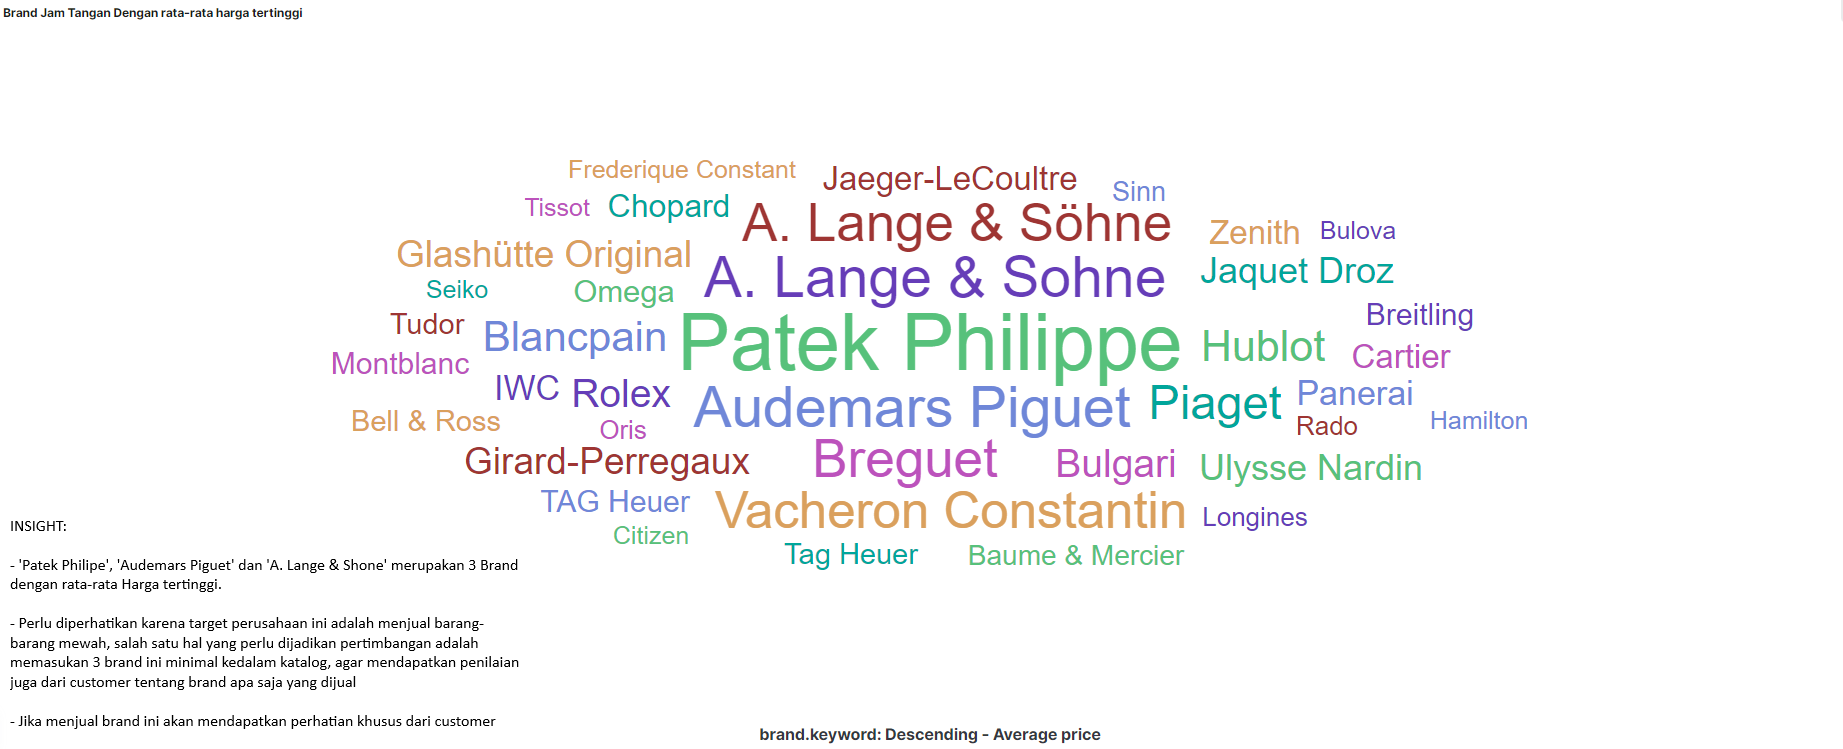 Brand Jam Tangan Dengan rata-rata harga tertinggi
Frederique Constant
Jaeger-LeCoultre
Sinn
Tissot
Chopard
A. Lange & Söhne
Zenith
Bulova
Glashütte Original
A. Lange & Sohne
Jaquet Droz
Seiko
Omega
Breitling
Tudor
Blancpain
Patek Philippe
Hublot
Cartier
Montblanc
IWC
Rolex
Audemars Piguet
Piaget
Panerai
Bell & Ross
Oris
Rado
Hamilton
Girard-Perregaux
Breguet
Bulgari
Ulysse Nardin
TAG Heuer
Vacheron Constantin
Longines
Citizen
Tag Heuer
Baume & Mercier
INSIGHT:
- 'Patek Philipe', 'Audemars Piguet' dan 'A. Lange & Shone' merupakan 3 Brand
dengan rata-rata Harga tertinggi.
- Perlu diperhatikan karena target perusahaan ini adalah menjual barang-
barang mewah, salah satu hal yang perlu dijadikan pertimbangan adalah
memasukan 3 brand ini minimal kedalam katalog, agar mendapatkan penilaian
juga dari customer tentang brand apa saja yang dijual
- Jika menjual brand ini akan mendapatkan perhatian khusus dari customer
brand.keyword: Descending - Average price